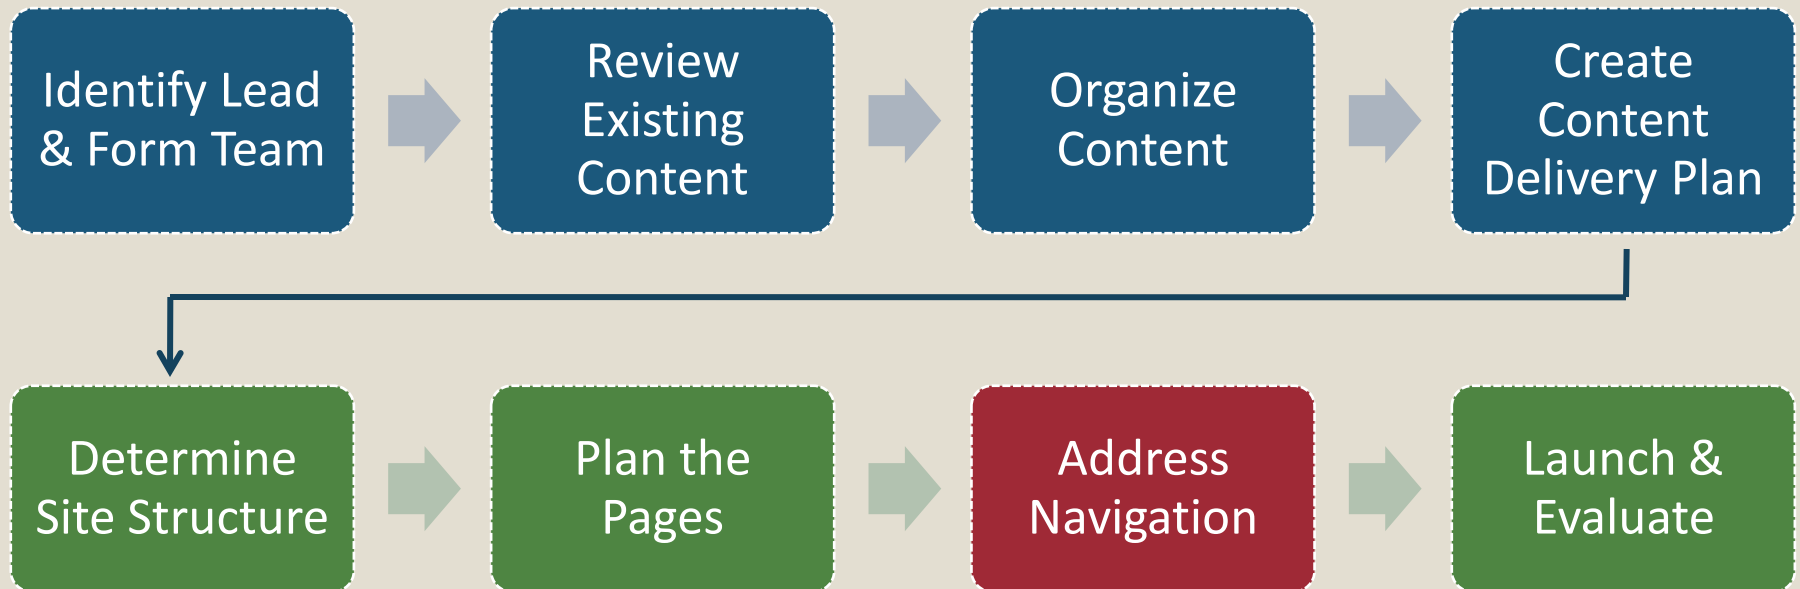 Identify Lead
& Form Team
Review
Existing
Content
Organize
Content
Create
Content
Delivery Plan
Determine
Site Structure
Plan the
Pages
Address
Navigation
Launch &
Evaluate